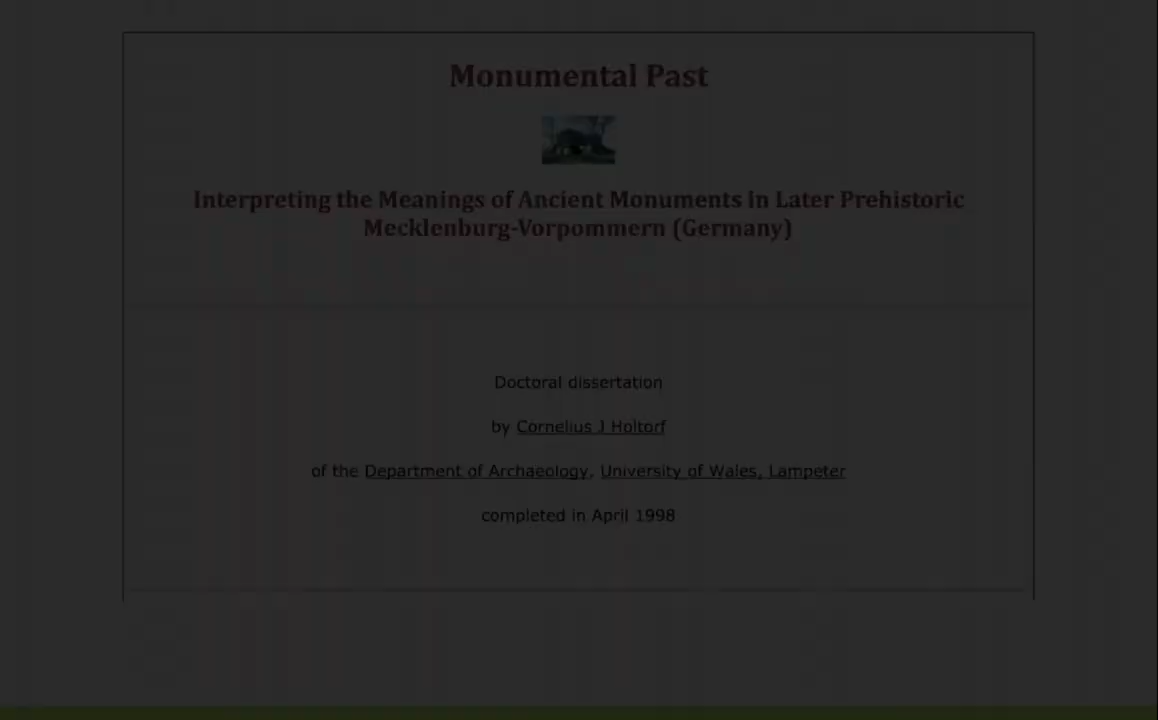 Monumental Past
Interpreting the Meanings of Ancient Monuments in Later Prehistoric
Mecklenburg-Vorpommern (Germany)
Doctoral dissertation
by Cornelius J Holtorf
of the Department of Archaeology, University of Wales, Lampeter
completed in April 1998